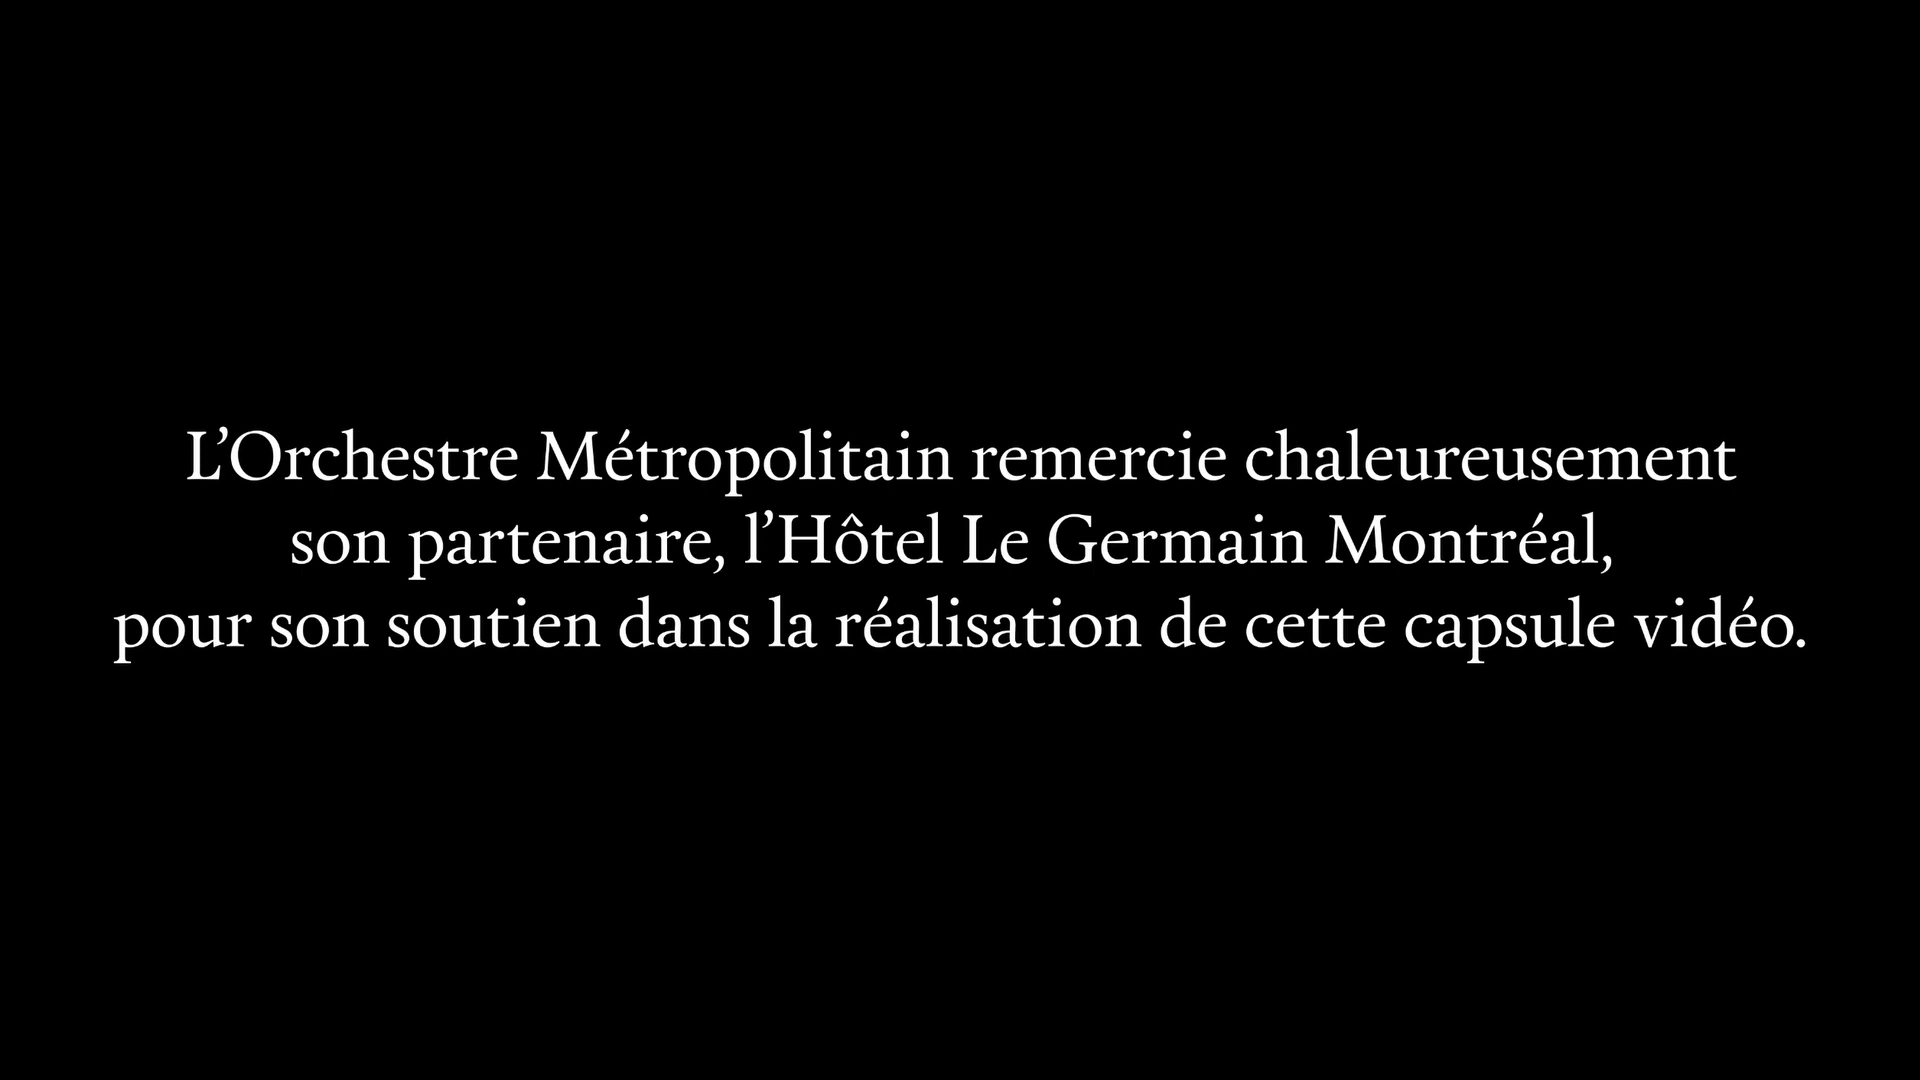 L’Orchestre Métropolitain remercie chaleureusement
son partenaire, l’Hôtel Le Germain Montréal,
pour son soutien dans la réalisation de cette capsule vidéo.